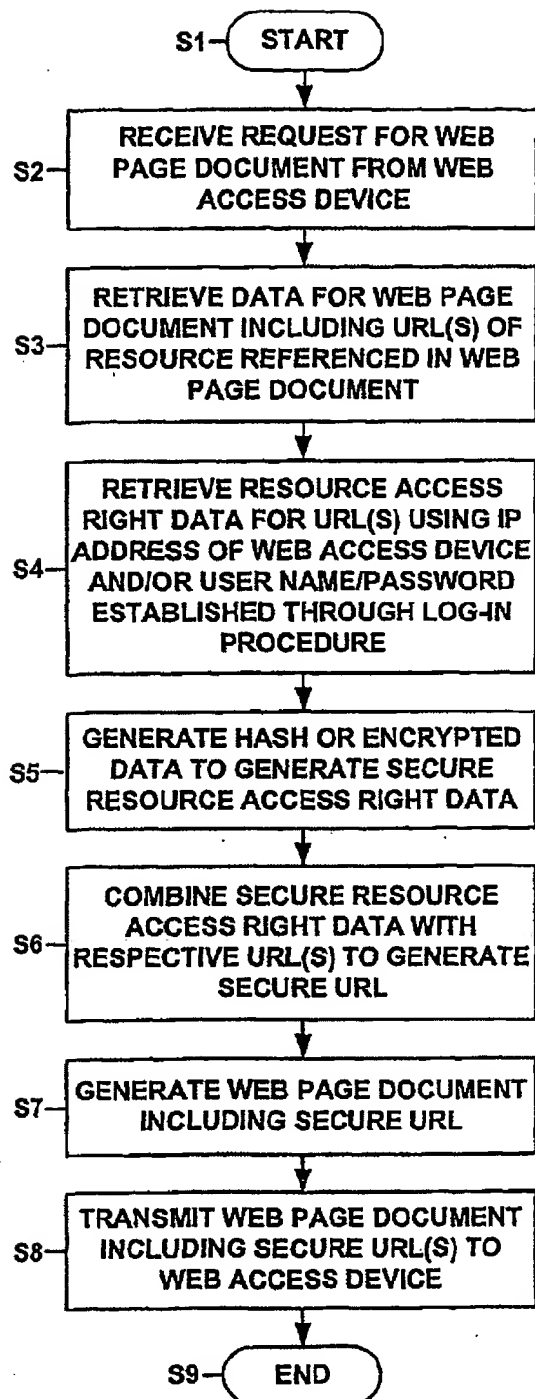 S1
START
S2
RECEIVE REQUEST FOR WEB
PAGE DOCUMENT FROM WEB
ACCESS DEVICE
S3
RETRIEVE DATA FOR WEB PAGE
DOCUMENT INCLUDING URL(S) OF
RESOURCE REFERENCED IN WEB
PAGE DOCUMENT
S4
RETRIEVE RESOURCE ACCESS
RIGHT DATA FOR URL(S) USING IP
ADDRESS OF WEB ACCESS DEVICE
AND/OR USER NAME/PASSWORD
ESTABLISHED THROUGH LOG-IN
PROCEDURE
S5
GENERATE HASH OR ENCRYPTED
DATA TO GENERATE SECURE
RESOURCE ACCESS RIGHT DATA
S6
COMBINE SECURE RESOURCE
ACCESS RIGHT DATA WITH
RESPECTIVE URL(S) TO GENERATE
SECURE URL
S7
GENERATE WEB PAGE DOCUMENT
INCLUDING SECURE URL
S8
TRANSMIT WEB PAGE DOCUMENT
INCLUDING SECURE URL(S) TO
WEB ACCESS DEVICE
S9
END